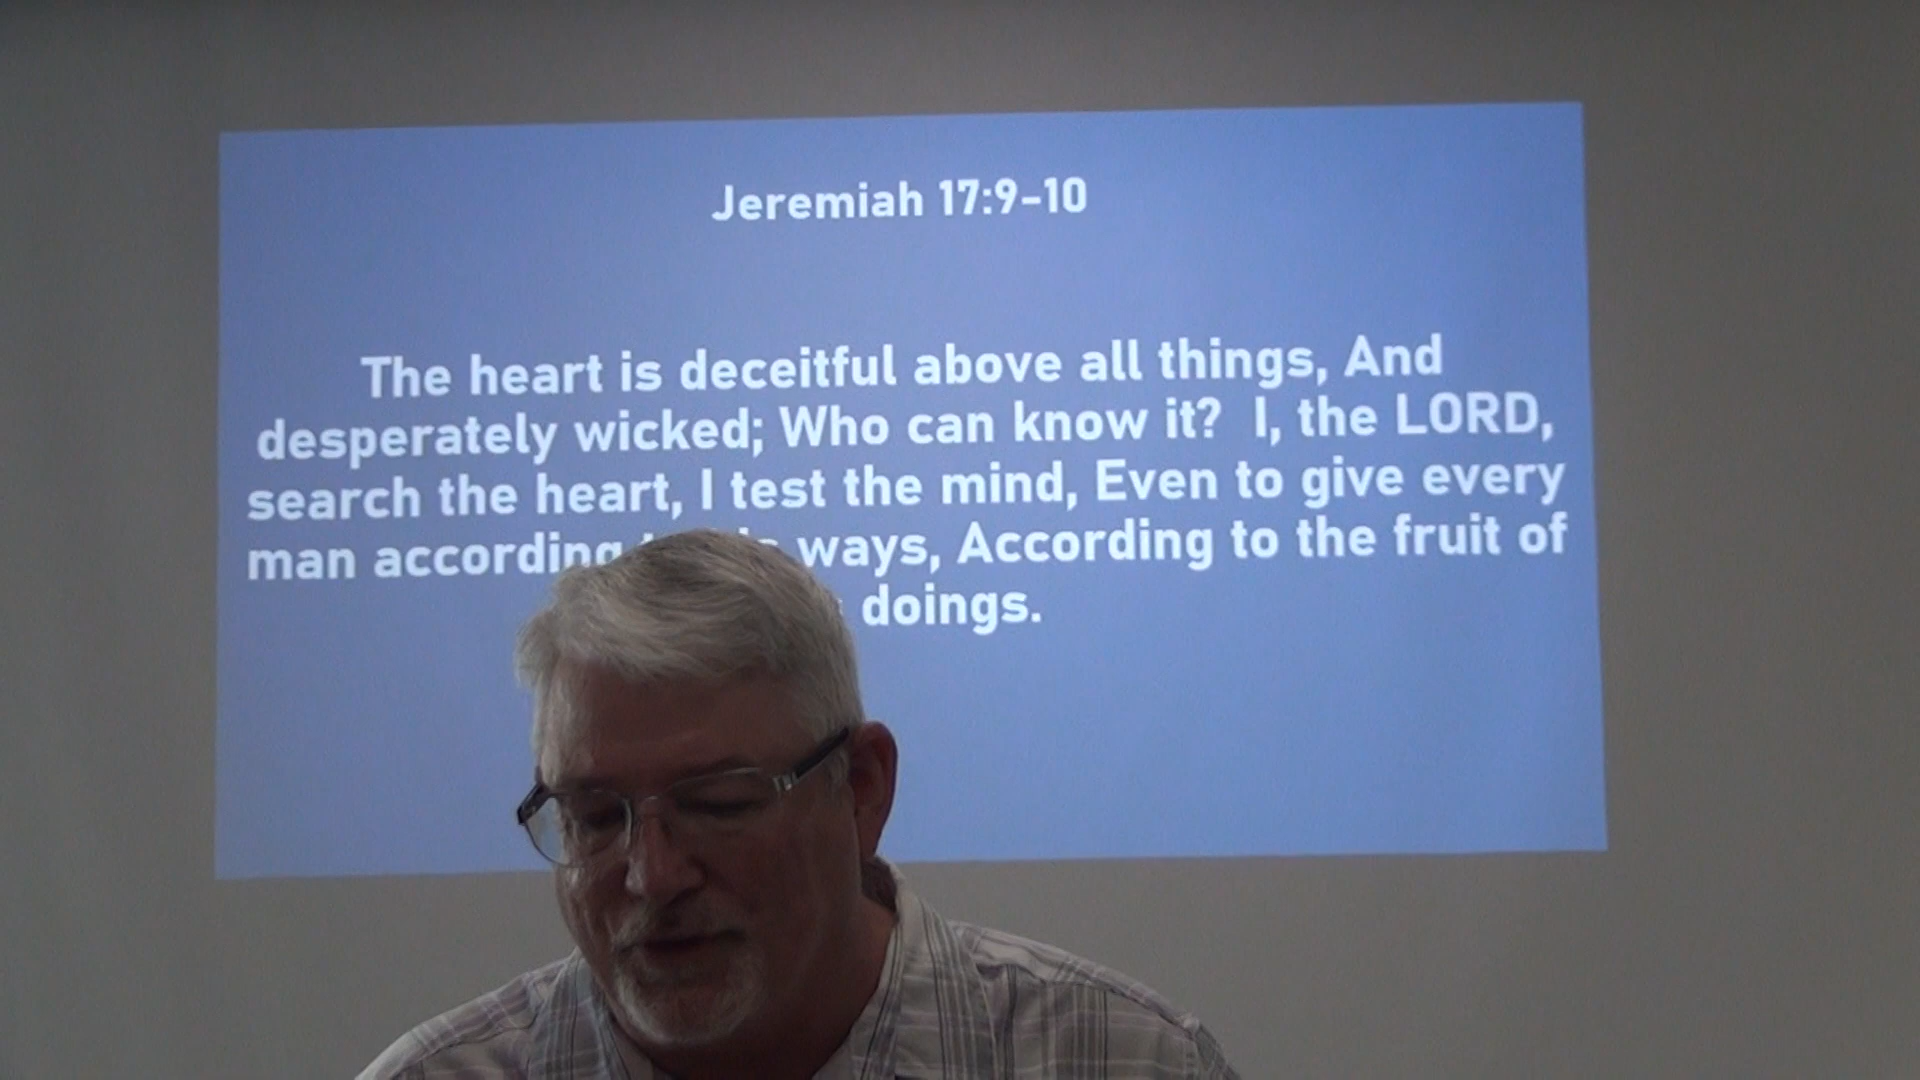 Jeremiah 17:9-10
The heart is deceitful above all things, And
desperately wicked; Who can know it? I, the LORD,
search the heart, I test the mind, Even to give every
man according ways, According to the fruit of
doings.